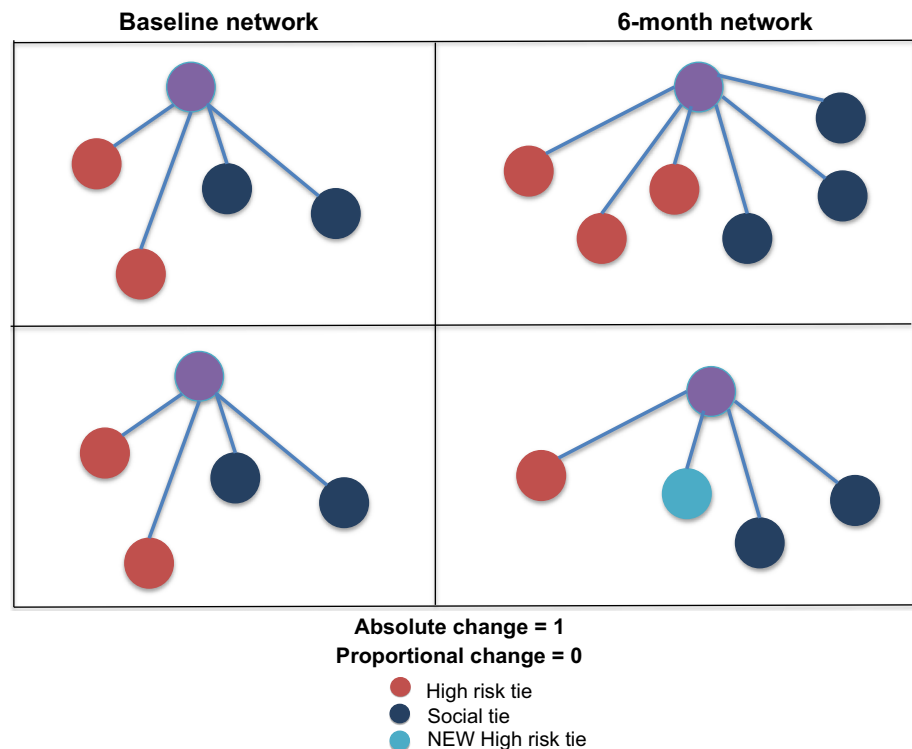 Baseline network
6-month network
Absolute change = 1
Proportional change = 0
High risk tie
Social tie
NEW High risk tie